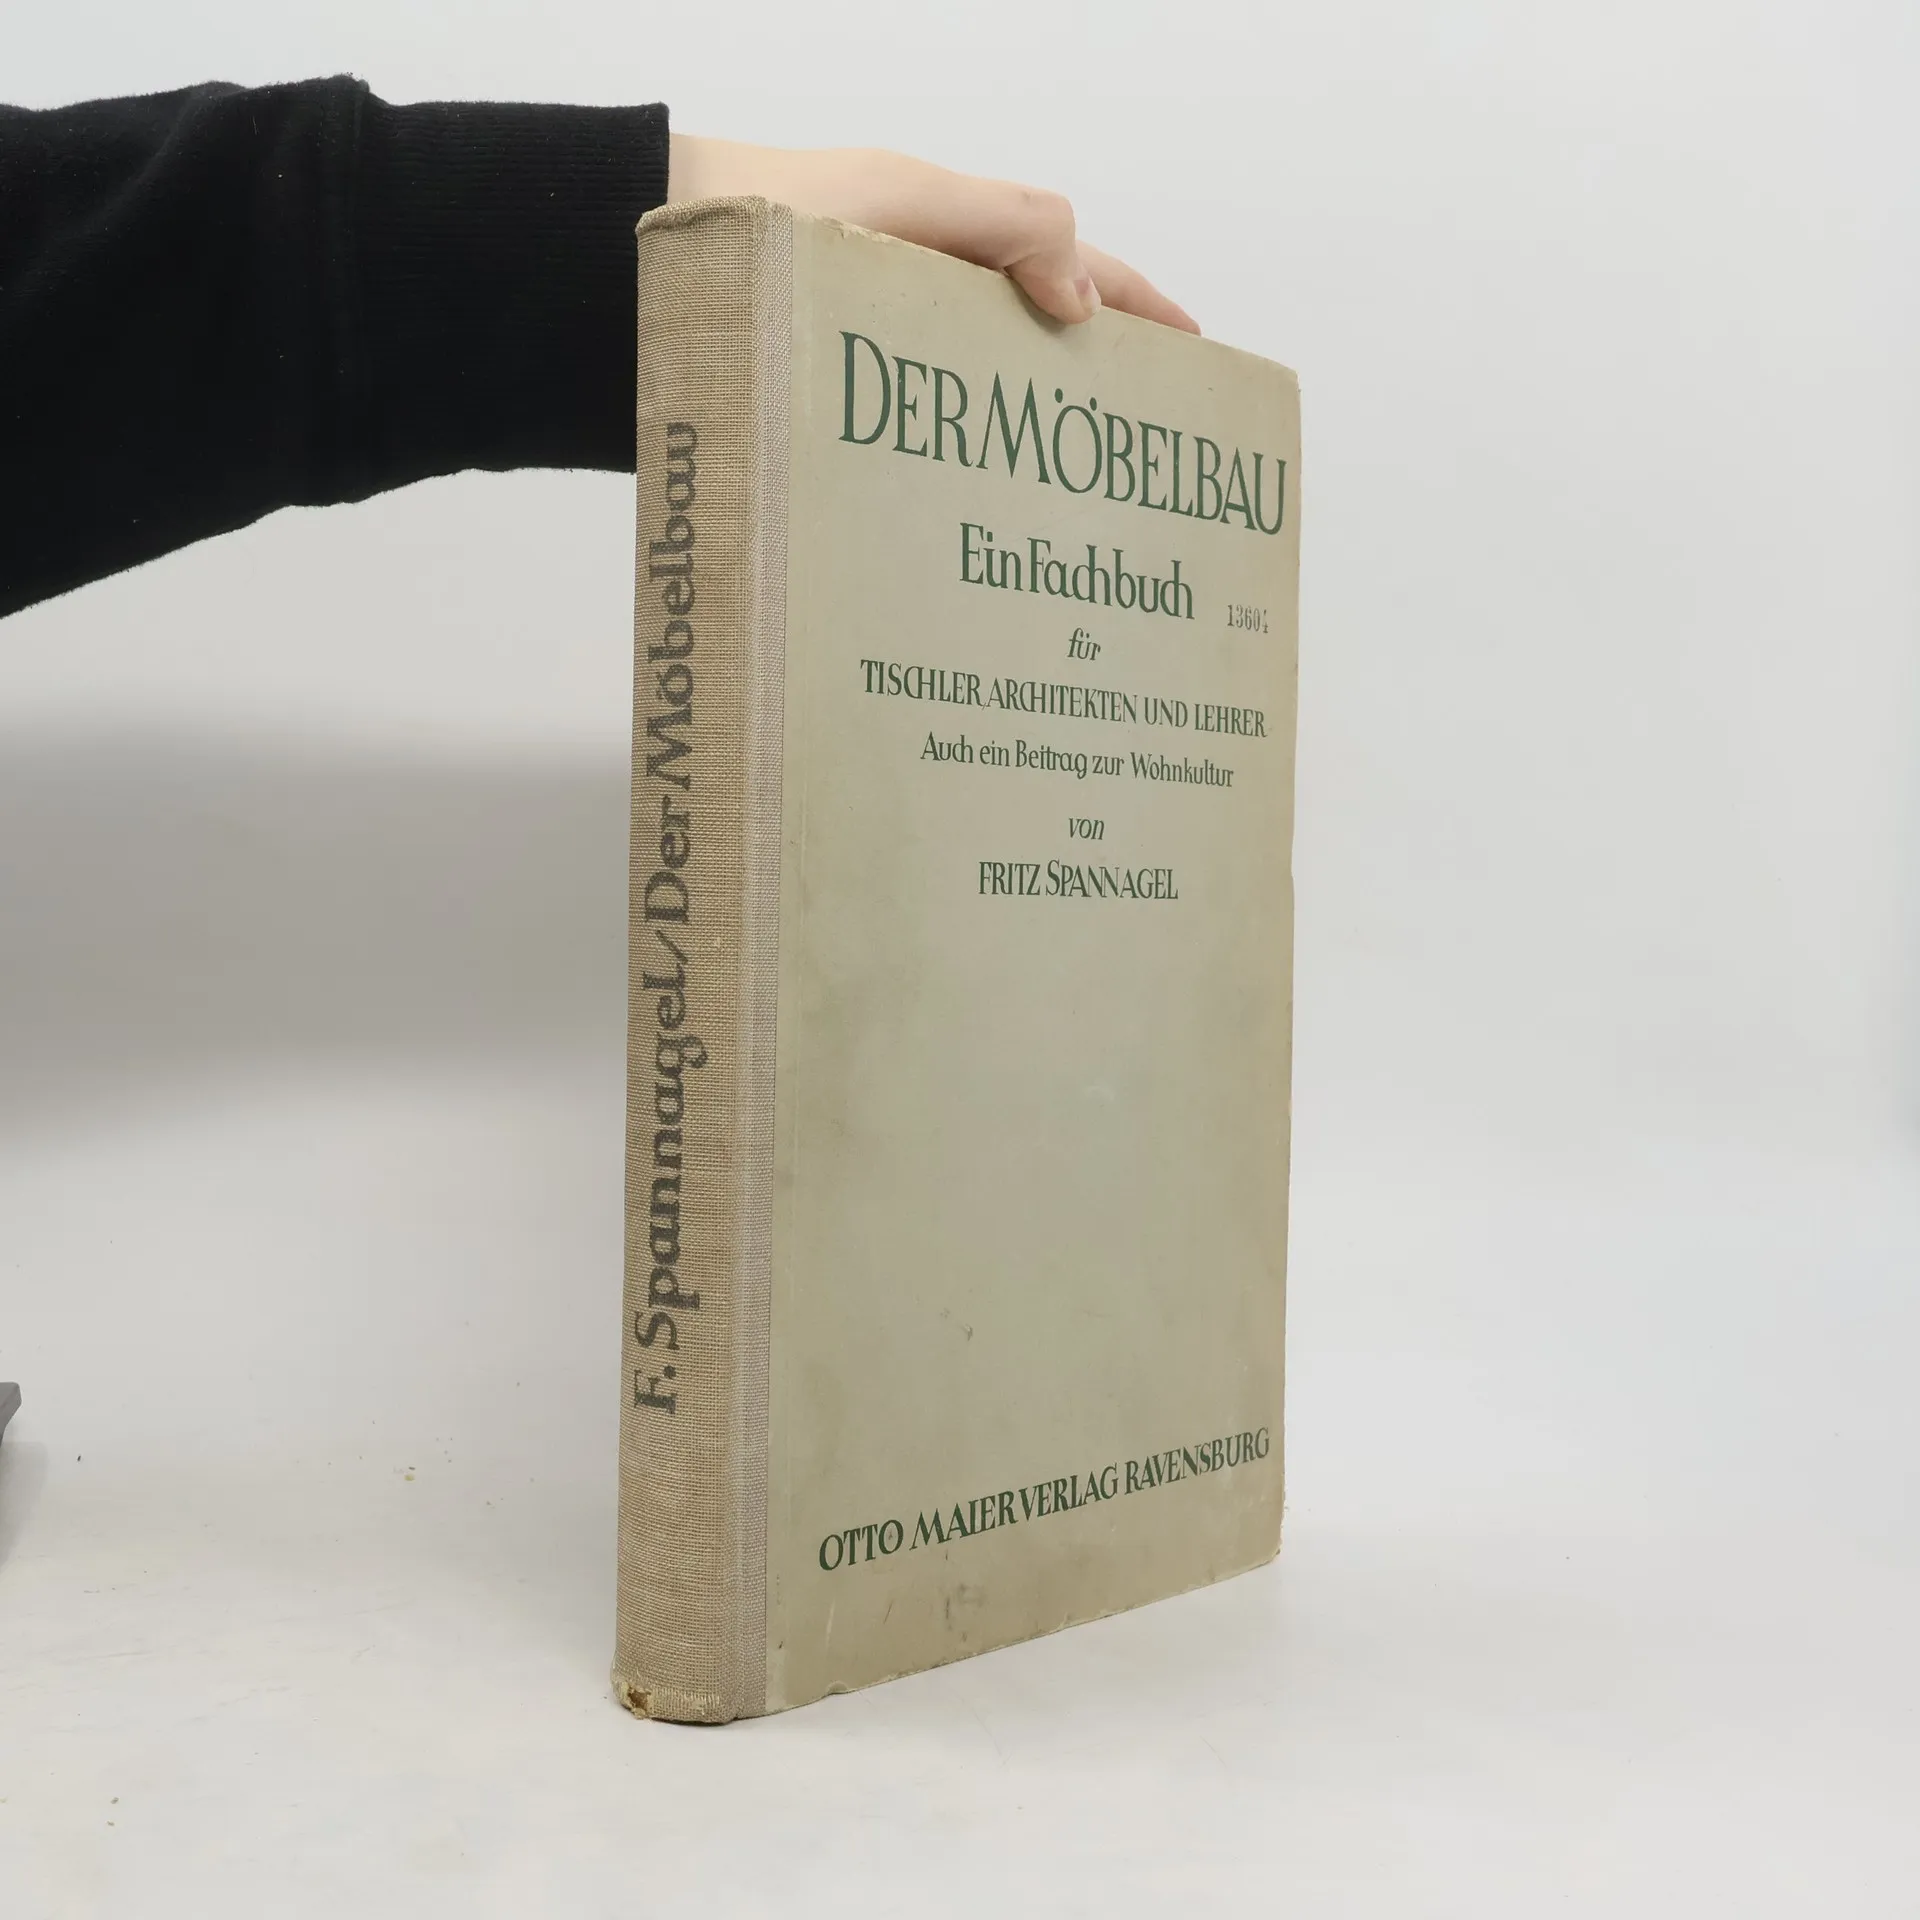 F. Spannagel / Der Möbelbau
DER MÖBELBAU
Ein Fachbuch
13604
für
TISCHLER, ARCHITEKTEN UND LEHRER
Auch ein Beitrag zur Wohnkultur
von
FRITZ SPANNAGEL
OTTO MAIER VERLAG RAVENSBURG